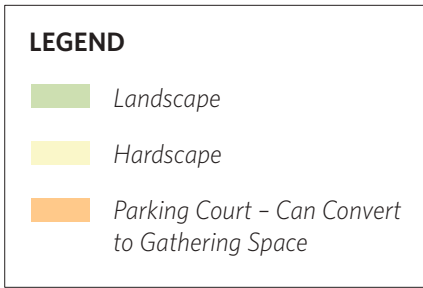 LEGEND
Landscape
Hardscape
Parking Court – Can Convert
to Gathering Space